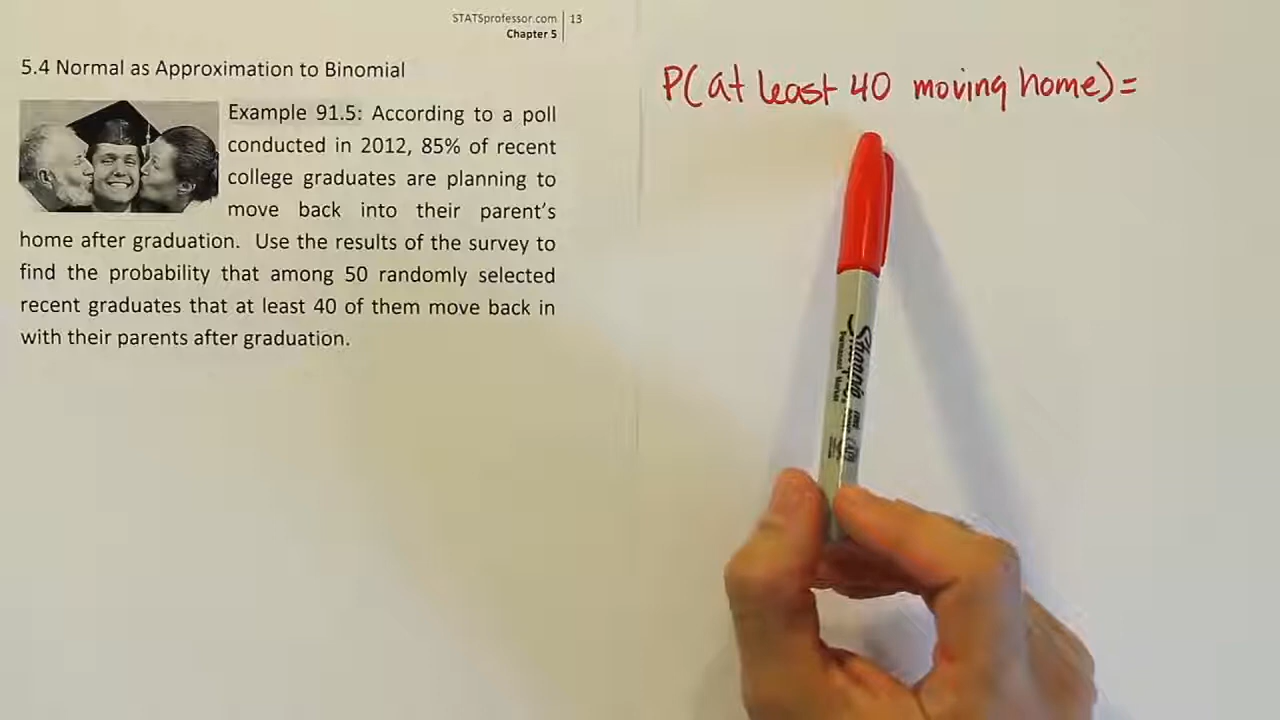 STATSprofessor.com | 13
Chapter 5
5.4 Normal as Approximation to Binomial
P(at least 40 moving home)=
Example 91.5: According to a poll
conducted in 2012, 85% of recent
college graduates are planning to
move back into their parent's
home after graduation. Use the results of the survey to
find the probability that among 50 randomly selected
recent graduates that at least 40 of them move back in
with their parents after graduation.
Sharpie